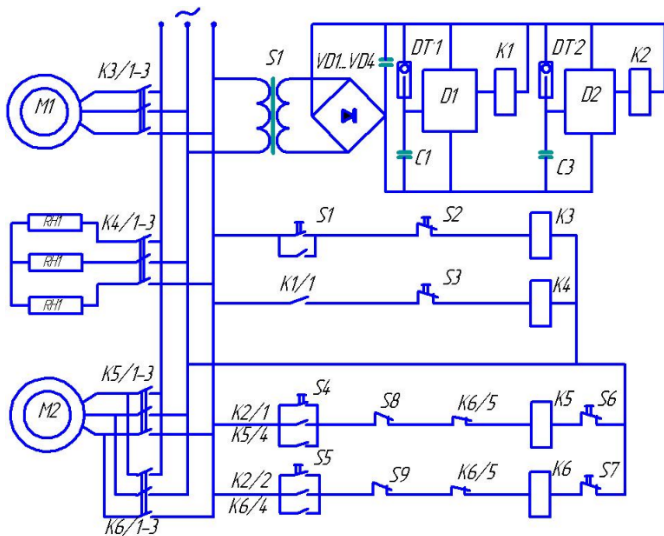 ~
S1 VD1..VD4 DT1 K1 DT2 K2
K3/1-3
M1 D1 D2
C1 C3
K4/1-3 S1 S2 K3
RH1
RH1 K1/1 S3 K4
RH1
K5/1-3 S4
M2 K2/1 S8 K6/5 K5 S6
K5/4
S5
K2/2 S9 K6/5 K6 S7
K6/4
K6/1-3